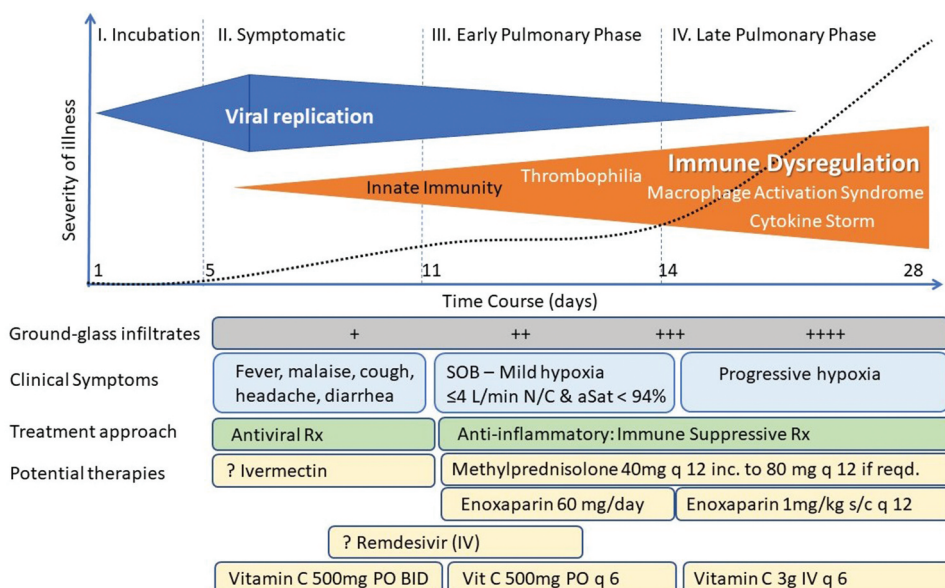 I. Incubation
II. Symptomatic
III. Early Pulmonary Phase
IV. Late Pulmonary Phase
Severity of illness
Viral replication
Innate Immunity
Thrombophilia
Immune Dysregulation
Macrophage Activation Syndrome
Cytokine Storm
1
5
11
14
28
Time Course (days)
Ground-glass infiltrates
+
++
+++
++++
Clinical Symptoms
Fever, malaise, cough,
headache, diarrhea
SOB – Mild hypoxia
≤4 L/min N/C & aSat < 94%
Progressive hypoxia
Treatment approach
Antiviral Rx
Anti-inflammatory: Immune Suppressive Rx
Potential therapies
? Ivermectin
Methylprednisolone 40mg q 12 inc. to 80 mg q 12 if reqd.
Enoxaparin 60 mg/day
Enoxaparin 1mg/kg s/c q 12
? Remdesivir (IV)
Vitamin C 500mg PO BID
Vit C 500mg PO q 6
Vitamin C 3g IV q 6